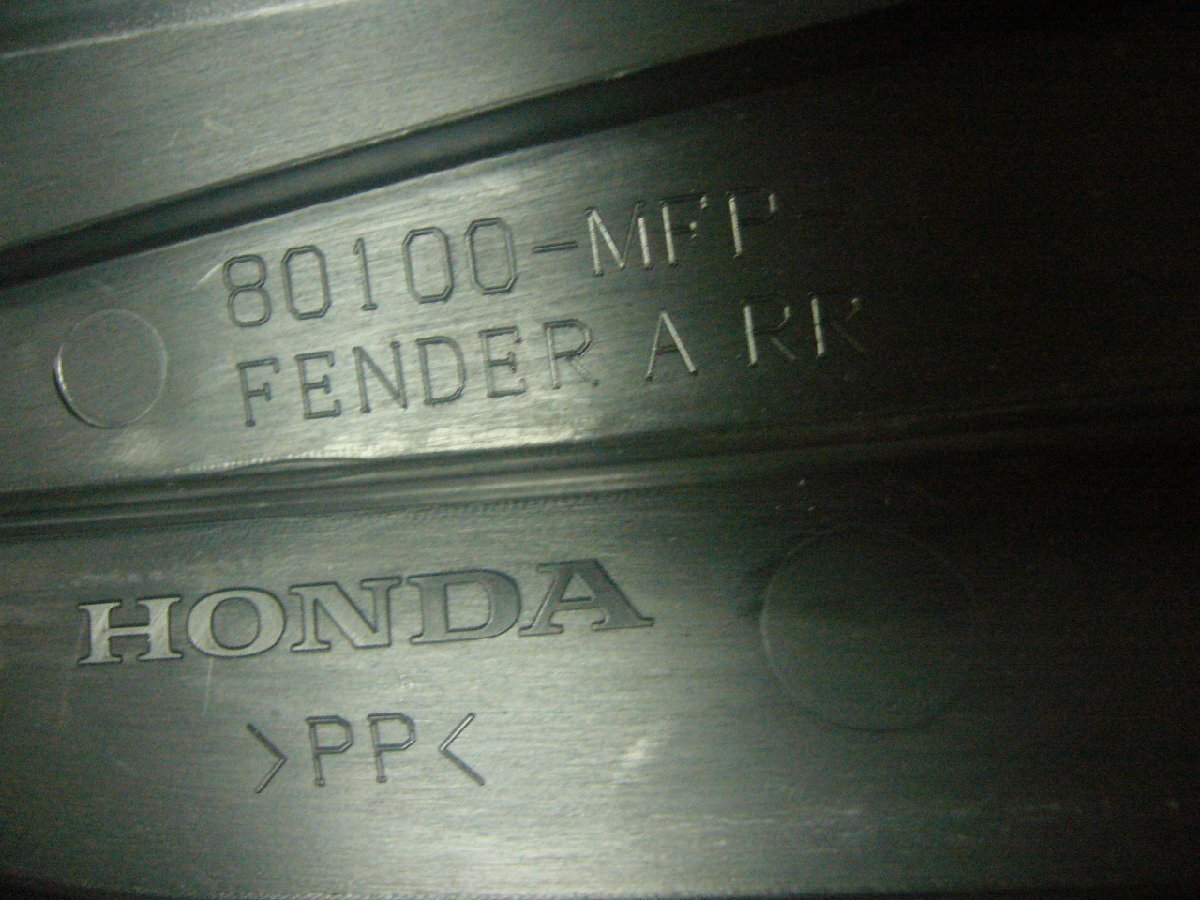 80100-MFP
FENDER A RR
HONDA
>PP<